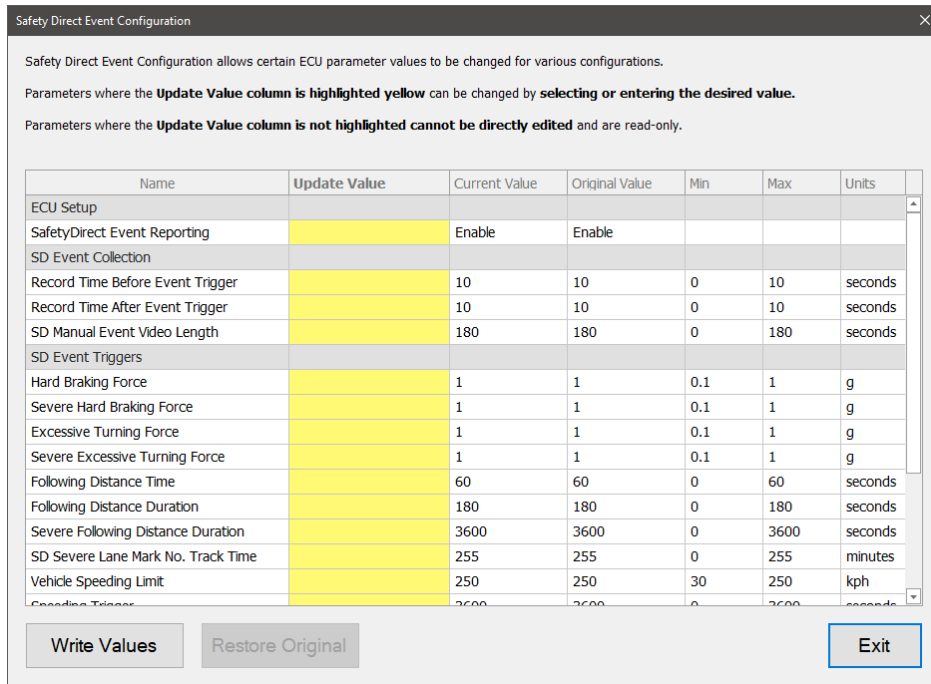 Safety Direct Event Configuration
Safety Direct Event Configuration allows certain ECU parameter values to be changed for various configurations.
Parameters where the Update Value column is highlighted yellow can be changed by selecting or entering the desired value.
Parameters where the Update Value column is not highlighted cannot be directly edited and are read-only.
Name Update Value Current Value Original Value Min Max Units
ECU Setup
SafetyDirect Event Reporting Enable Enable
SD Event Collection
Record Time Before Event Trigger 10 10 0 10 seconds
Record Time After Event Trigger 10 10 0 10 seconds
SD Manual Event Video Length 180 180 0 180 seconds
SD Event Triggers
Hard Braking Force 1 1 0.1 1 g
Severe Hard Braking Force 1 1 0.1 1 g
Excessive Turning Force 1 1 0.1 1 g
Severe Excessive Turning Force 1 1 0.1 1 g
Following Distance Time 60 60 0 60 seconds
Following Distance Duration 180 180 0 180 seconds
Severe Following Distance Duration 3600 3600 0 3600 seconds
SD Severe Lane Mark No. Track Time 255 255 0 255 minutes
Vehicle Speeding Limit 250 250 30 250 kph
Speeding Trigger 3600 3600 0 3600 seconds
Write Values Restore Original Exit